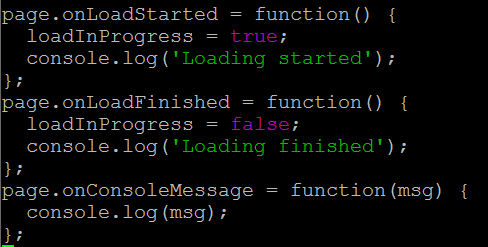 page.onLoadStarted = function() {
  loadInProgress = true;
  console.log('Loading started');
};
page.onLoadFinished = function() {
  loadInProgress = false;
  console.log('Loading finished');
};
page.onConsoleMessage = function(msg) {
  console.log(msg);
};